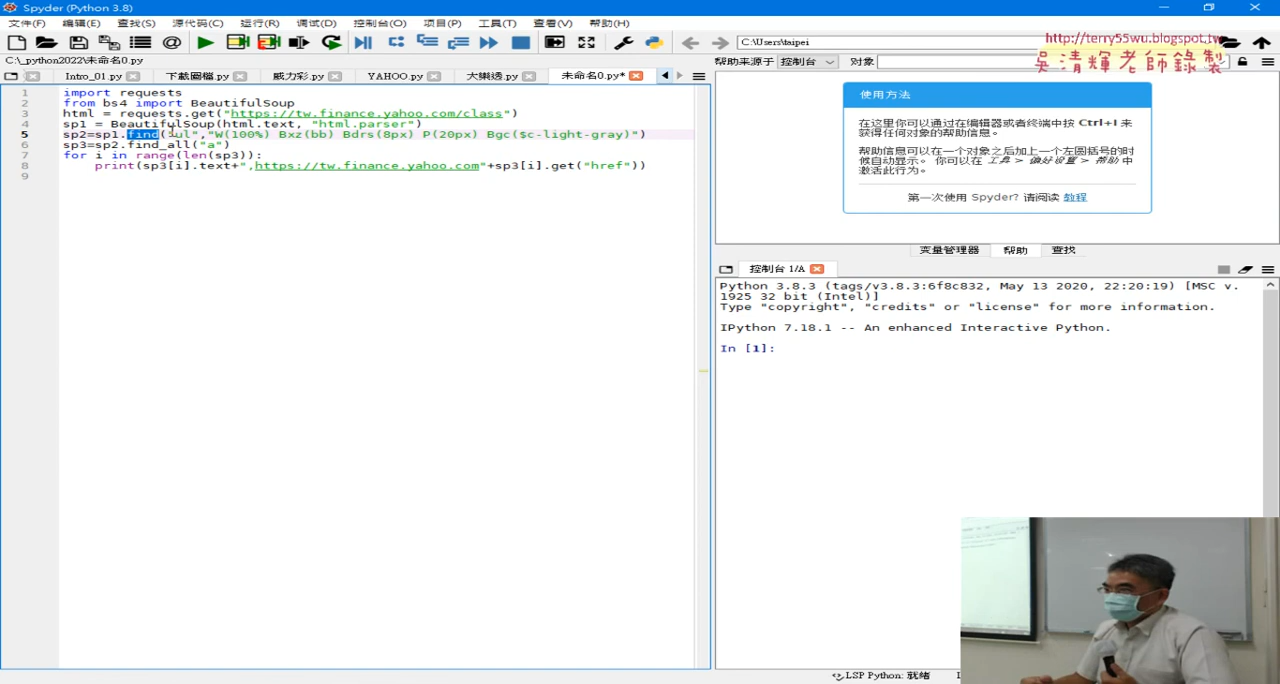 Spyder (Python 3.8)
文件(F) 编辑(E) 查找(S) 源代码(C) 运行(R) 调试(D) 控制台(O) 项目(P) 工具(T) 查看(V) 帮助(H)
C:\Users\taipei
http://terry55wu.blogspot.tw
吳清輝老師錄製
C:\_python2022\未命名0.py
帮助来源于 控制台 对象
Intro_01.py 下載圖檔.py 威力彩.py YAHOO.py 大樂透.py 未命名0.py*
1 import requests
2 from bs4 import BeautifulSoup
3 html = requests.get("https://tw.finance.yahoo.com/class")
4 sp1 = BeautifulSoup(html.text, "html.parser")
5 sp2=sp1.find("ul","W(100%) Bxz(bb) Bdrs(8px) P(20px) Bgc($c-light-gray)")
6 sp3=sp2.find_all("a")
7 for i in range(len(sp3)):
8 print(sp3[i].text+",https://tw.finance.yahoo.com"+sp3[i].get("href"))
9
使用方法
在这里你可以通过在编辑器或者终端中按 Ctrl+I 来
获得任何对象的帮助信息。
帮助信息可以在一个对象之后加上一个左圆括号的时
候自动显示。 你可以在 工具 > 偏好设置 > 帮助 中
激活此行为。
第一次使用 Spyder? 请阅读 教程
变量管理器 帮助 查找
控制台 1/A
Python 3.8.3 (tags/v3.8.3:6f8c832, May 13 2020, 22:20:19) [MSC v.
1925 32 bit (Intel)]
Type "copyright", "credits" or "license" for more information.
IPython 7.18.1 -- An enhanced Interactive Python.
In [1]:
LSP Python: 就绪